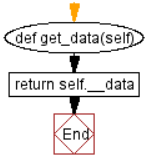 def get_data(self)
return self.__data
End